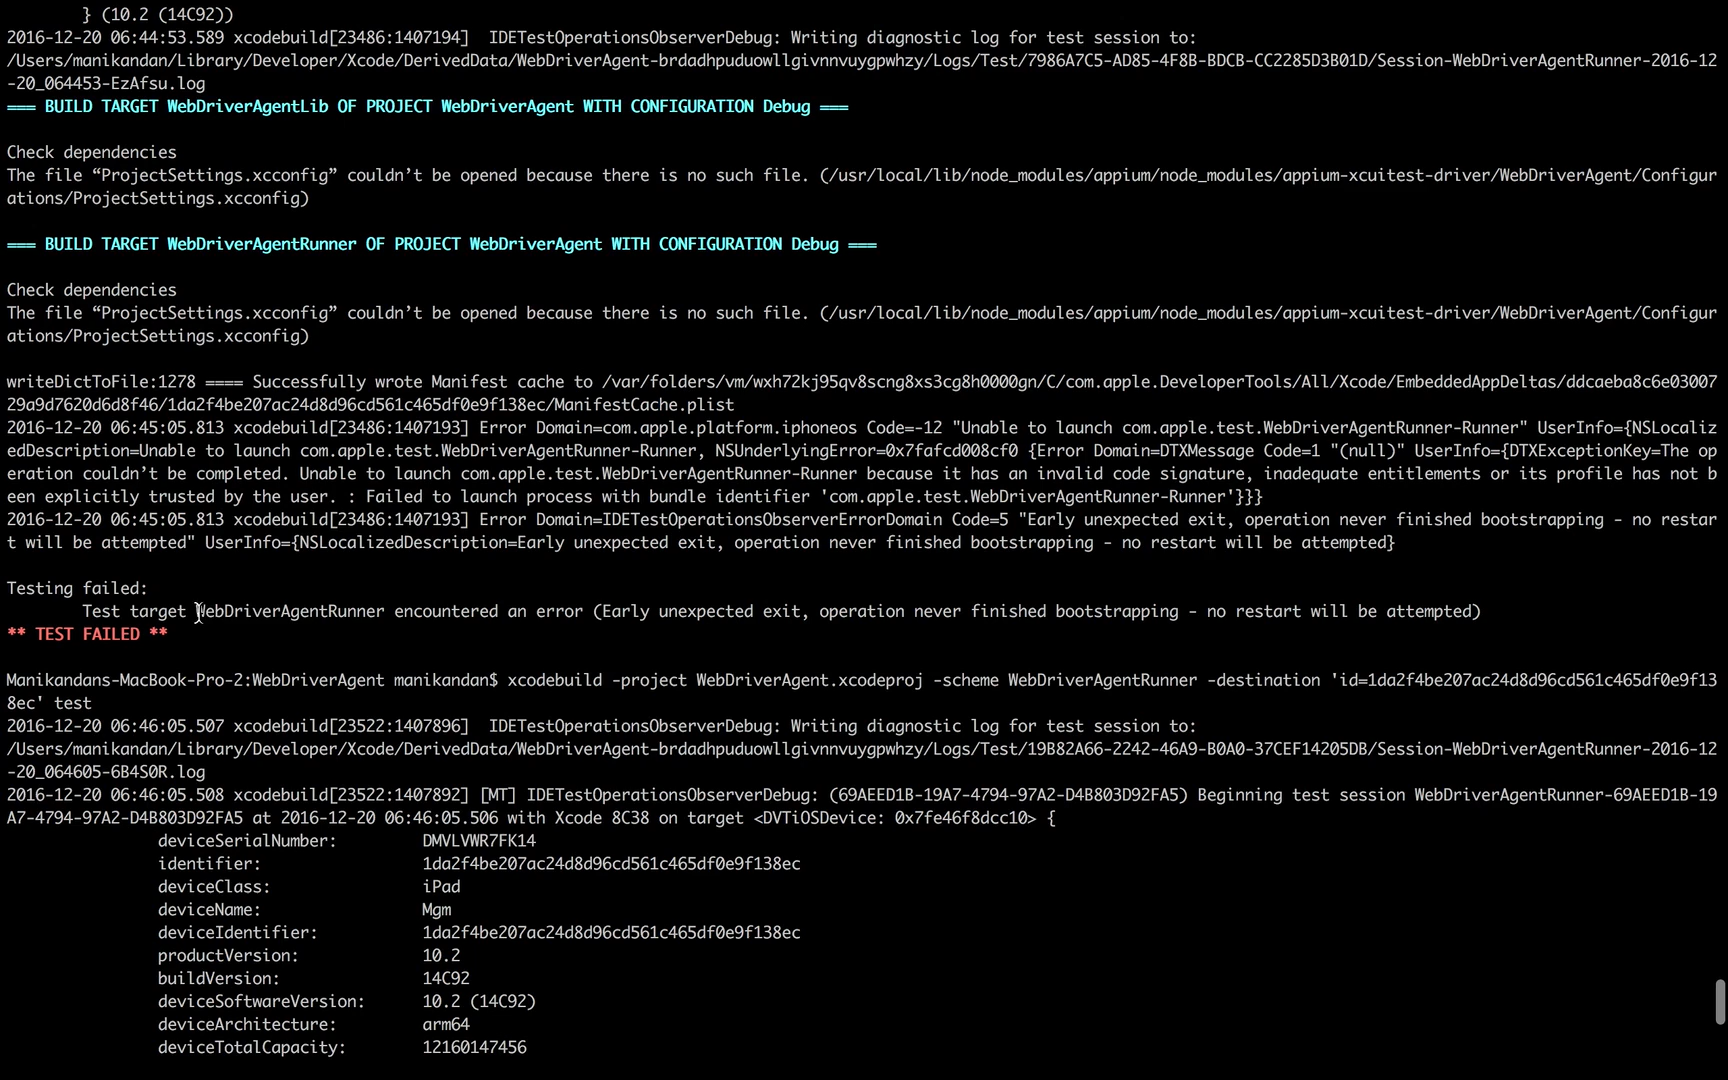 } (10.2 (14C92))
2016-12-20 06:44:53.589 xcodebuild[23486:1407194]  IDETestOperationsObserverDebug: Writing diagnostic log for test session to:
/Users/manikandan/Library/Developer/Xcode/DerivedData/WebDriverAgent-brdadhpuduowllgivnnvuygpwhzy/Logs/Test/7986A7C5-AD85-4F8B-BDCB-CC2285D3B01D/Session-WebDriverAgentRunner-2016-12
-20_064453-EzAfsu.log
=== BUILD TARGET WebDriverAgentLib OF PROJECT WebDriverAgent WITH CONFIGURATION Debug ===
Check dependencies
The file “ProjectSettings.xcconfig” couldn’t be opened because there is no such file. (/usr/local/lib/node_modules/appium/node_modules/appium-xcuitest-driver/WebDriverAgent/Configur
ations/ProjectSettings.xcconfig)
=== BUILD TARGET WebDriverAgentRunner OF PROJECT WebDriverAgent WITH CONFIGURATION Debug ===
Check dependencies
The file “ProjectSettings.xcconfig” couldn’t be opened because there is no such file. (/usr/local/lib/node_modules/appium/node_modules/appium-xcuitest-driver/WebDriverAgent/Configur
ations/ProjectSettings.xcconfig)
writeDictToFile:1278 ==== Successfully wrote Manifest cache to /var/folders/vm/wxh72kj95qv8scng8xs3cg8h0000gn/C/com.apple.DeveloperTools/All/Xcode/EmbeddedAppDeltas/ddcaeba8c6e03007
29a9d7620d6d8f46/1da2f4be207ac24d8d96cd561c465df0e9f138ec/ManifestCache.plist
2016-12-20 06:45:05.813 xcodebuild[23486:1407193] Error Domain=com.apple.platform.iphoneos Code=-12 "Unable to launch com.apple.test.WebDriverAgentRunner-Runner" UserInfo={NSLocaliz
edDescription=Unable to launch com.apple.test.WebDriverAgentRunner-Runner, NSUnderlyingError=0x7fafcd008cf0 {Error Domain=DTXMessage Code=1 "(null)" UserInfo={DTXExceptionKey=The op
eration couldn’t be completed. Unable to launch com.apple.test.WebDriverAgentRunner-Runner because it has an invalid code signature, inadequate entitlements or its profile has not b
een explicitly trusted by the user. : Failed to launch process with bundle identifier 'com.apple.test.WebDriverAgentRunner-Runner'}}}
2016-12-20 06:45:05.813 xcodebuild[23486:1407193] Error Domain=IDETestOperationsObserverErrorDomain Code=5 "Early unexpected exit, operation never finished bootstrapping - no restar
t will be attempted" UserInfo={NSLocalizedDescription=Early unexpected exit, operation never finished bootstrapping - no restart will be attempted}
Testing failed:
Test target WebDriverAgentRunner encountered an error (Early unexpected exit, operation never finished bootstrapping - no restart will be attempted)
** TEST FAILED **
Manikandans-MacBook-Pro-2:WebDriverAgent manikandan$ xcodebuild -project WebDriverAgent.xcodeproj -scheme WebDriverAgentRunner -destination 'id=1da2f4be207ac24d8d96cd561c465df0e9f13
8ec' test
2016-12-20 06:46:05.507 xcodebuild[23522:1407896]  IDETestOperationsObserverDebug: Writing diagnostic log for test session to:
/Users/manikandan/Library/Developer/Xcode/DerivedData/WebDriverAgent-brdadhpuduowllgivnnvuygpwhzy/Logs/Test/19B82A66-2242-46A9-B0A0-37CEF14205DB/Session-WebDriverAgentRunner-2016-12
-20_064605-6B4S0R.log
2016-12-20 06:46:05.508 xcodebuild[23522:1407892] [MT] IDETestOperationsObserverDebug: (69AEED1B-19A7-4794-97A2-D4B803D92FA5) Beginning test session WebDriverAgentRunner-69AEED1B-19
A7-4794-97A2-D4B803D92FA5 at 2016-12-20 06:46:05.506 with Xcode 8C38 on target <DVTiOSDevice: 0x7fe46f8dcc10> {
deviceSerialNumber: DMVLVWR7FK14
identifier: 1da2f4be207ac24d8d96cd561c465df0e9f138ec
deviceClass: iPad
deviceName: Mgm
deviceIdentifier: 1da2f4be207ac24d8d96cd561c465df0e9f138ec
productVersion: 10.2
buildVersion: 14C92
deviceSoftwareVersion: 10.2 (14C92)
deviceArchitecture: arm64
deviceTotalCapacity: 12160147456